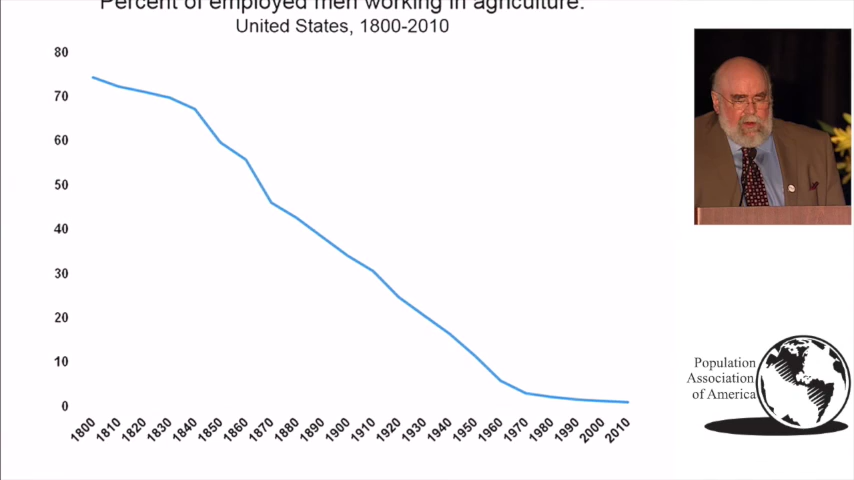 Percent of employed men working in agriculture:
United States, 1800-2010
80
70
60
50
40
30
20
10
0
1800 1810 1820 1830 1840 1850 1860 1870 1880 1890 1900 1910 1920 1930 1940 1950 1960 1970 1980 1990 2000 2010
Population
Association
of America